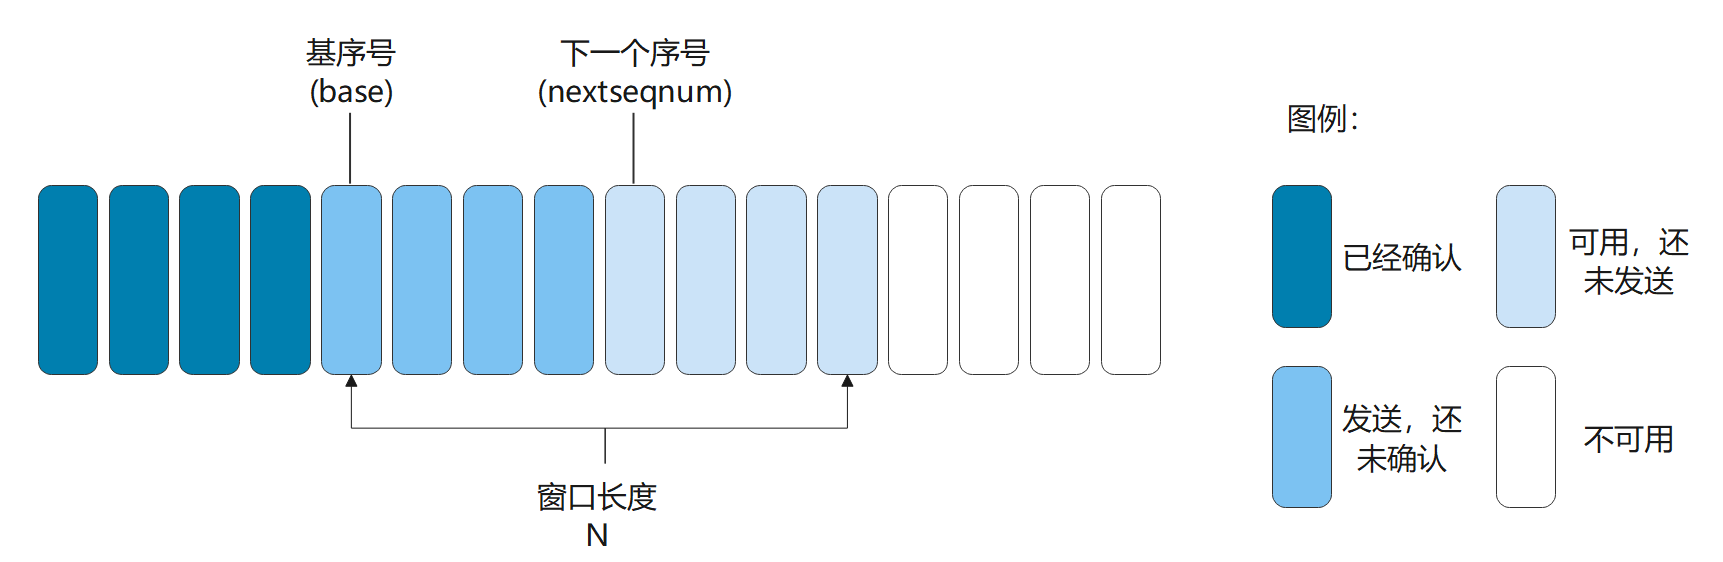 基序号
(base)
下一个序号
(nextseqnum)
图例：
已经确认
可用，还
未发送
发送，还
未确认
不可用
窗口长度
N